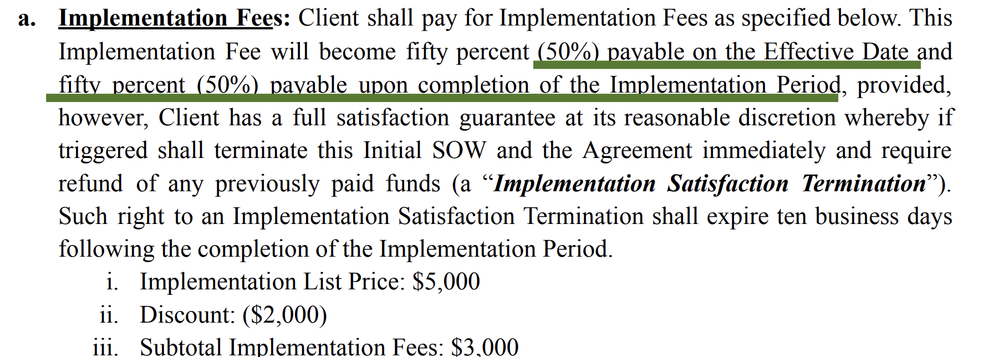 a. Implementation Fees: Client shall pay for Implementation Fees as specified below. This
Implementation Fee will become fifty percent (50%) payable on the Effective Date and
fifty percent (50%) payable upon completion of the Implementation Period, provided,
however, Client has a full satisfaction guarantee at its reasonable discretion whereby if
triggered shall terminate this Initial SOW and the Agreement immediately and require
refund of any previously paid funds (a “Implementation Satisfaction Termination”).
Such right to an Implementation Satisfaction Termination shall expire ten business days
following the completion of the Implementation Period.
i. Implementation List Price: $5,000
ii. Discount: ($2,000)
iii. Subtotal Implementation Fees: $3,000